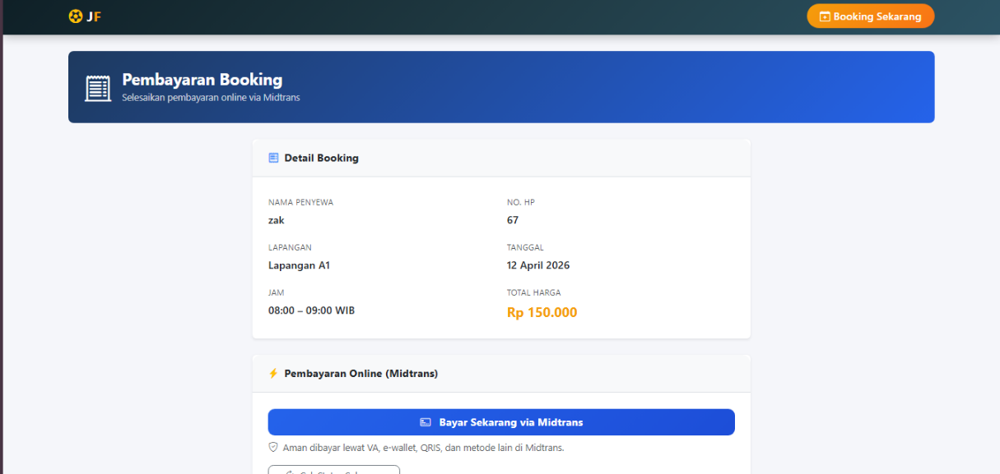 JF
Booking Sekarang
Pembayaran Booking
Selesaikan pembayaran online via Midtrans
Detail Booking
NAMA PENYEWA
zak
NO. HP
67
LAPANGAN
Lapangan A1
TANGGAL
12 April 2026
JAM
08:00 – 09:00 WIB
TOTAL HARGA
Rp 150.000
Pembayaran Online (Midtrans)
Bayar Sekarang via Midtrans
Aman dibayar lewat VA, e-wallet, QRIS, dan metode lain di Midtrans.